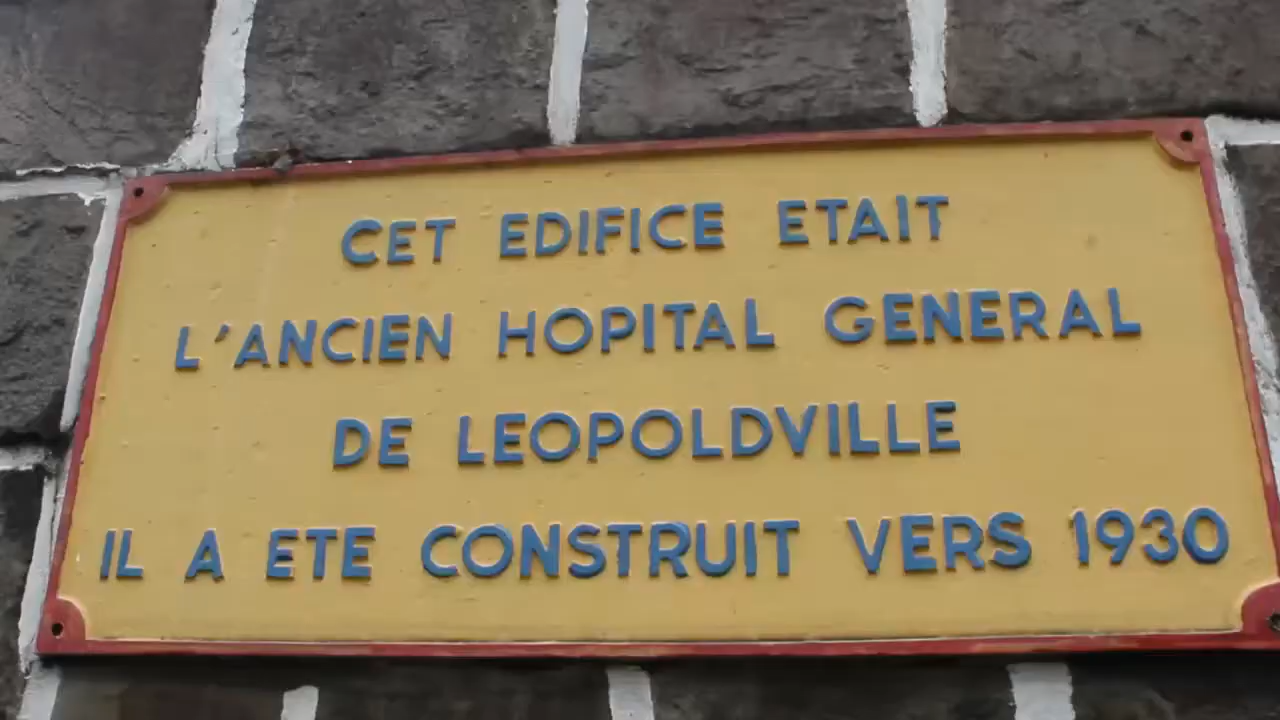 CET EDIFICE ETAIT
L'ANCIEN HOPITAL GENERAL
DE LEOPOLDVILLE
IL A ETE CONSTRUIT VERS 1930